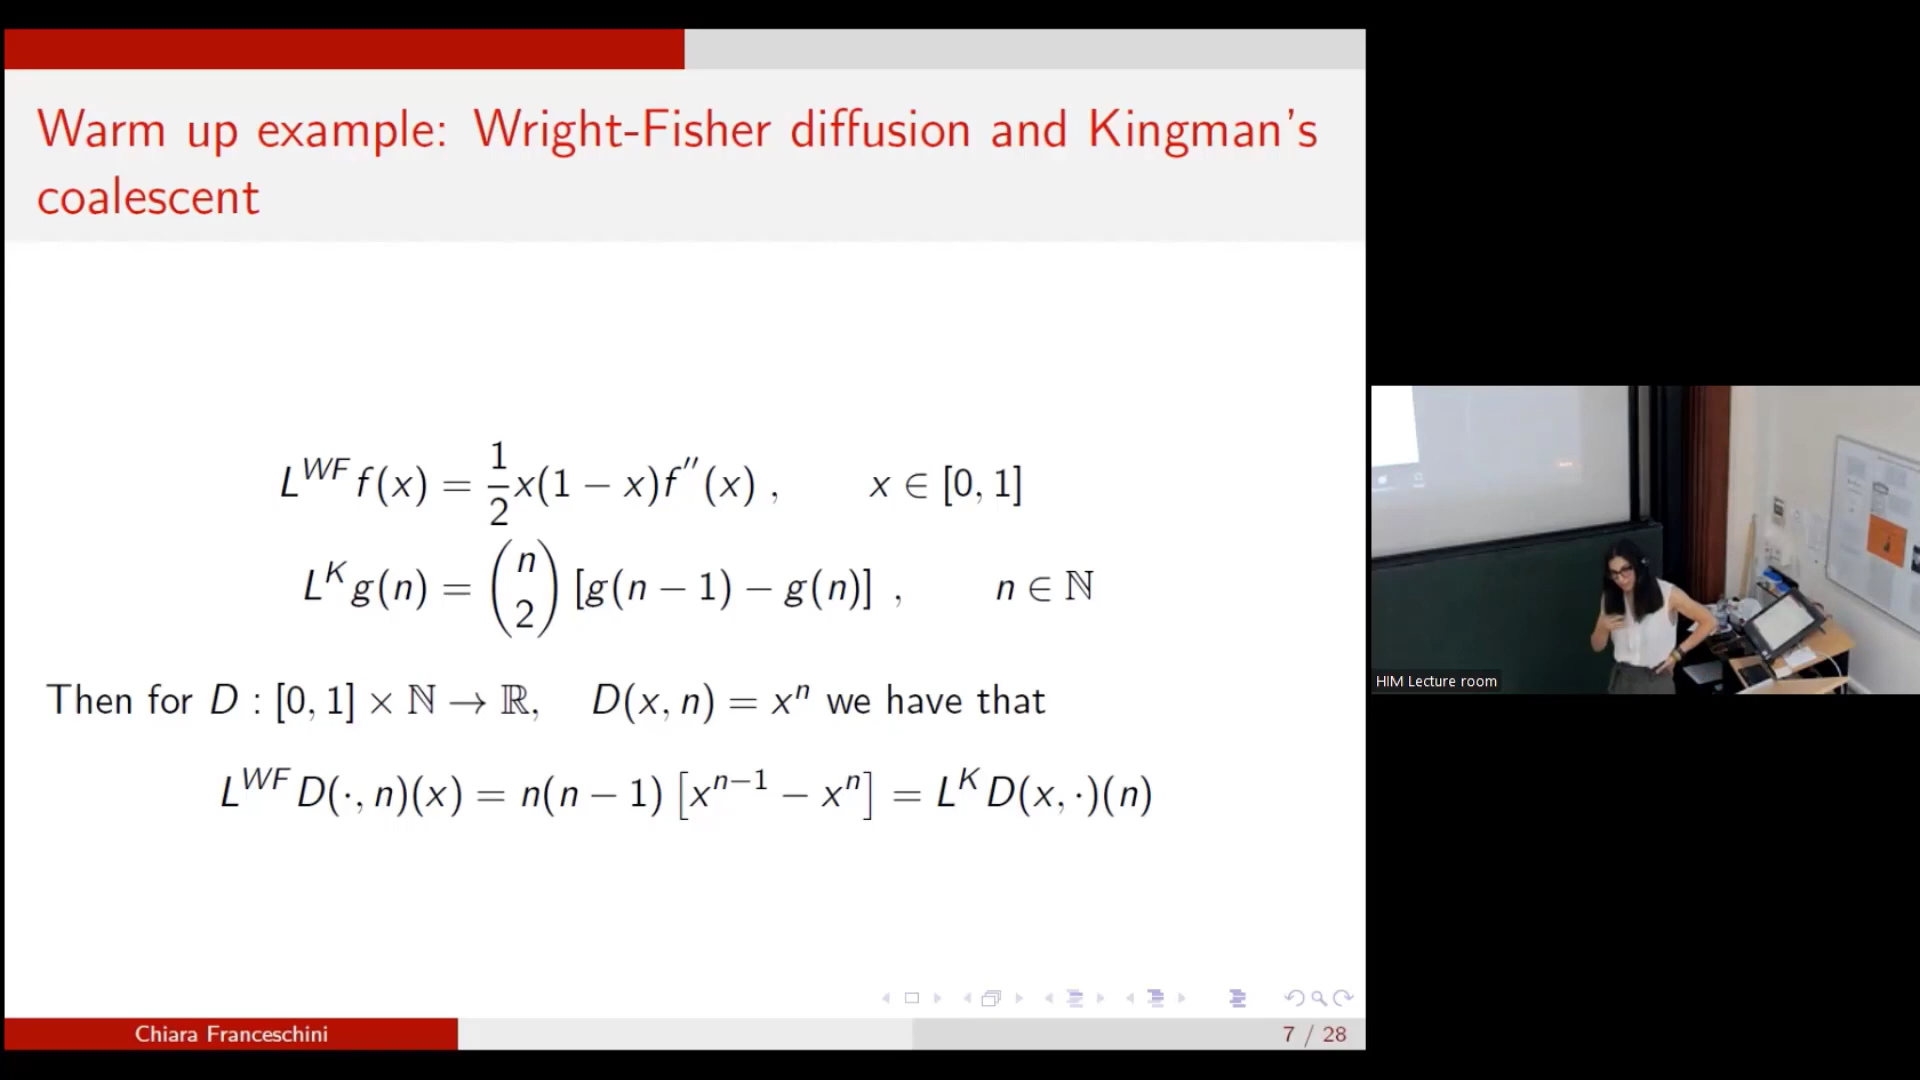 Warm up example: Wright-Fisher diffusion and Kingman's
coalescent
L^{WF} f(x) = \frac{1}{2}x(1 − x)f''(x) ,    x ∈ [0, 1]
L^K g(n) = \binom{n}{2} [g(n − 1) − g(n)] ,    n ∈ ℕ
Then for D : [0, 1] × ℕ → ℝ,    D(x, n) = x^n we have that
L^{WF} D(·, n)(x) = n(n − 1) [x^{n−1} − x^n] = L^K D(x, ·)(n)
Chiara Franceschini
7 / 28
HIM Lecture room